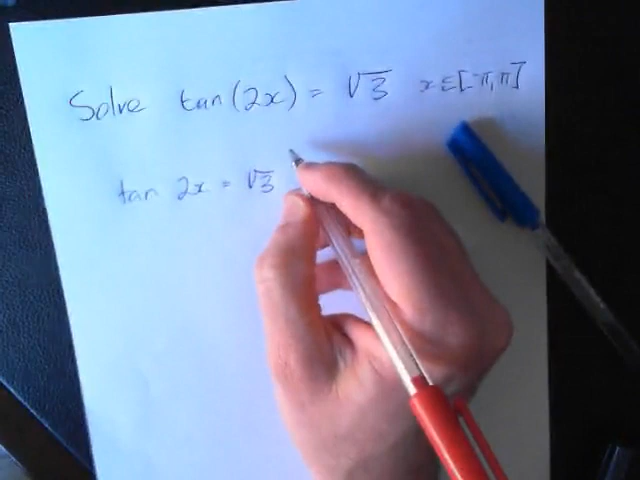 Solve tan(2x) = √3 x ∈ [-π, π]
tan 2x = √3